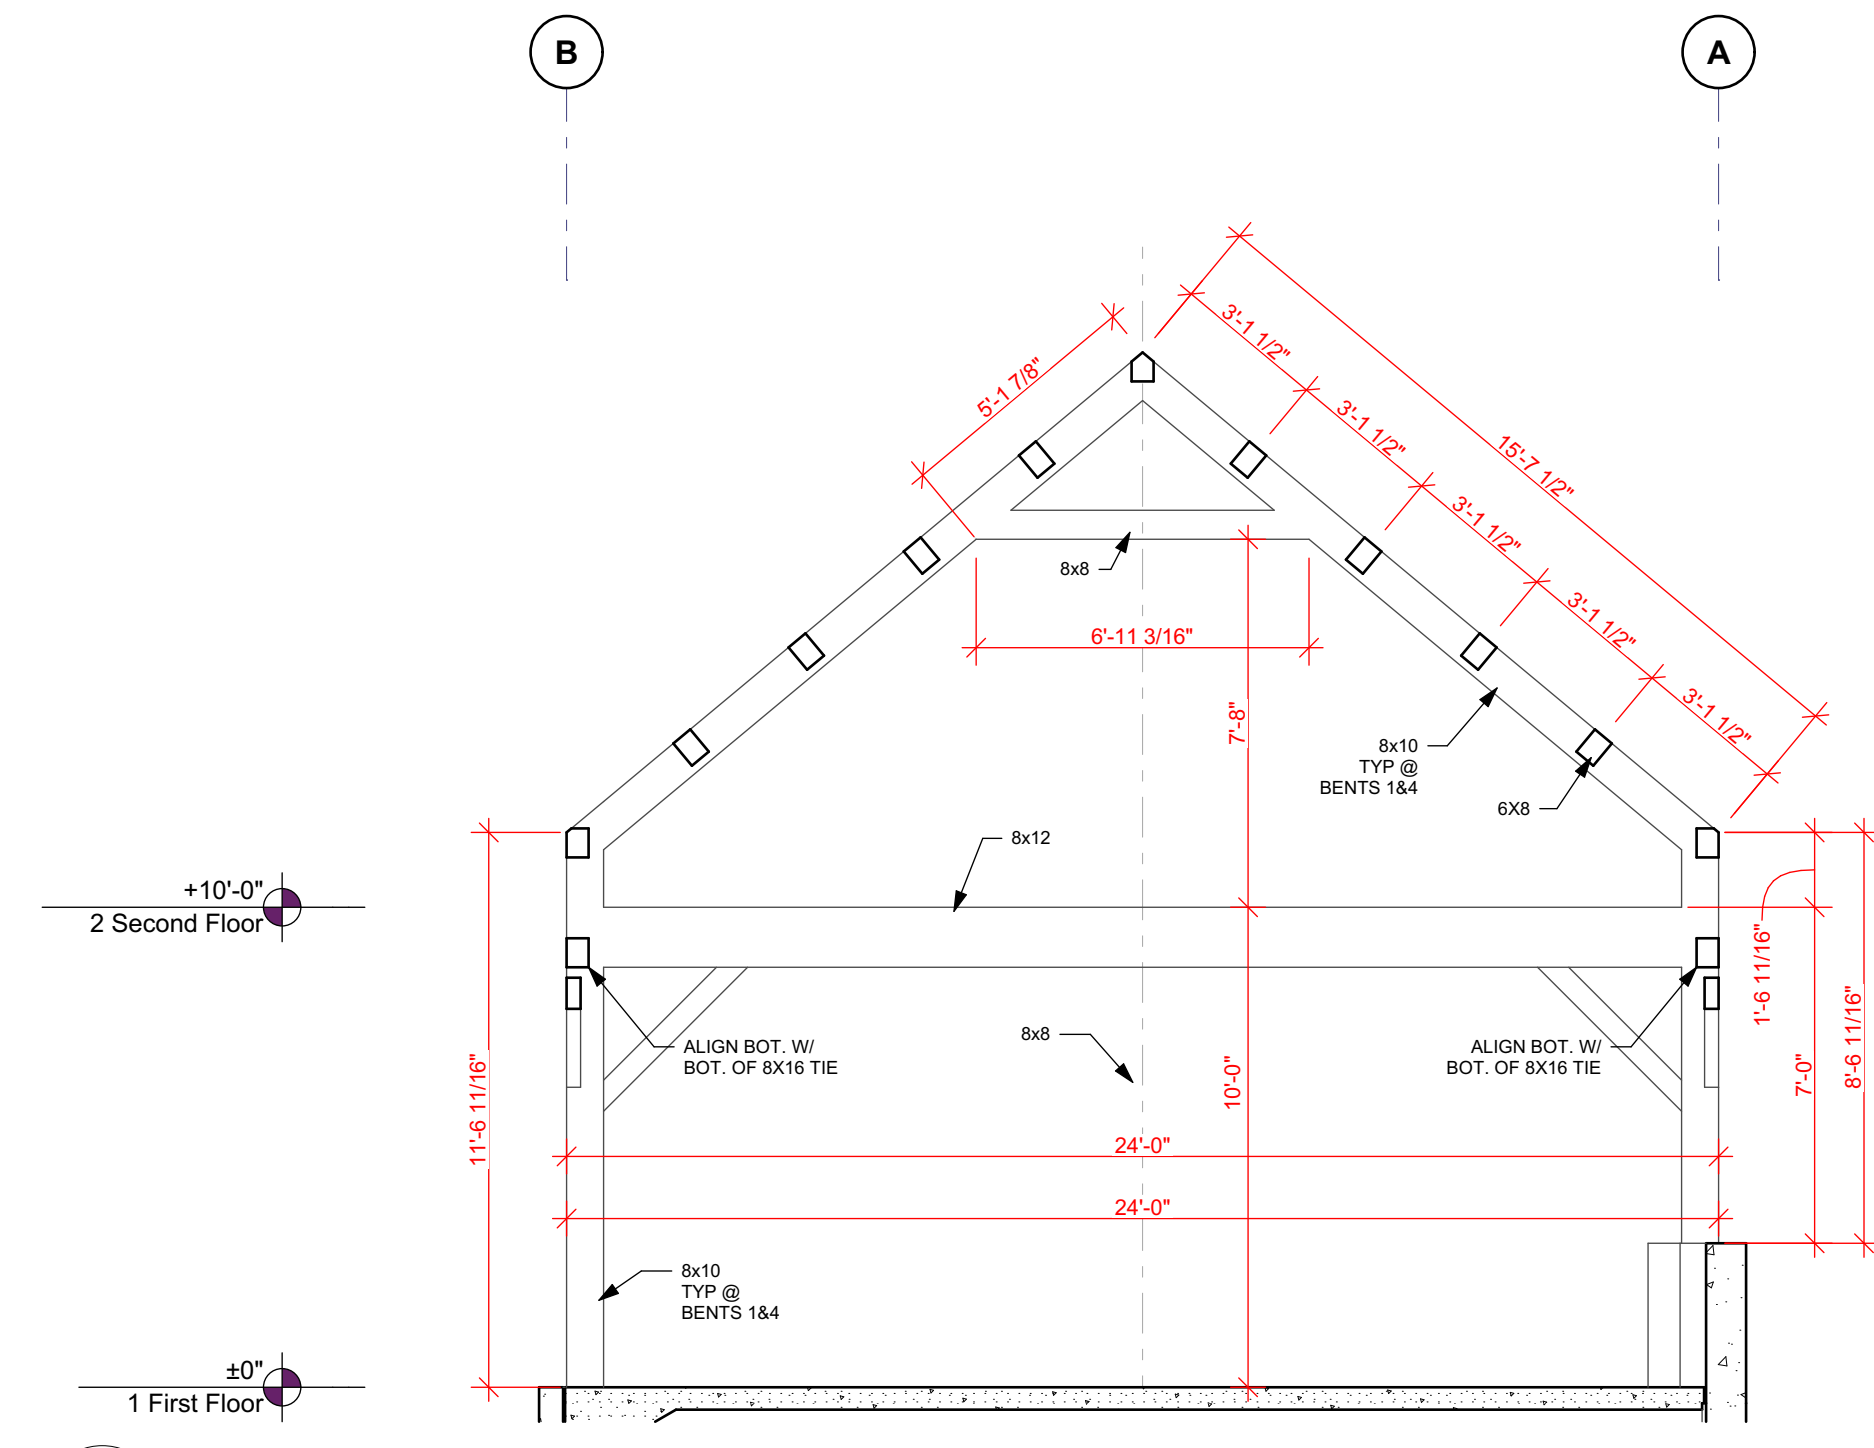 B
A
3'-1 1/2"
5'-1 7/8"
3'-1 1/2"
15'-7 1/2"
3'-1 1/2"
8x8
3'-1 1/2"
6'-11 3/16"
3'-1 1/2"
7'-8"
8x10
TYP @
BENTS 1&4
6X8
8x12
+10'-0"
2 Second Floor
1'-6 11/16"
8'-6 11/16"
7'-0"
8x8
ALIGN BOT. W/
BOT. OF 8X16 TIE
ALIGN BOT. W/
BOT. OF 8X16 TIE
10'-0"
11'-6 11/16"
24'-0"
24'-0"
8x10
TYP @
BENTS 1&4
±0"
1 First Floor